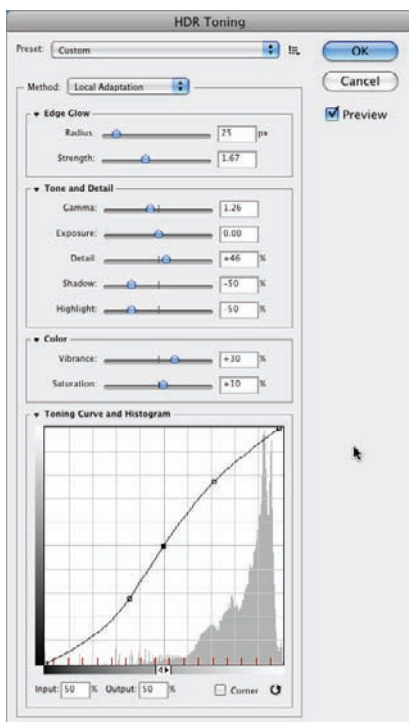 HDR Toning
Preset: Custom
OK
Cancel
Preview
Method: Local Adaptation
Edge Glow
Radius: 25 px
Strength: 1.67
Tone and Detail
Gamma: 1.26
Exposure: 0.00
Detail: +46 %
Shadow: -50 %
Highlight: -50 %
Color
Vibrance: +30 %
Saturation: +10 %
Toning Curve and Histogram
Input: 50 % Output: 50 % Corner